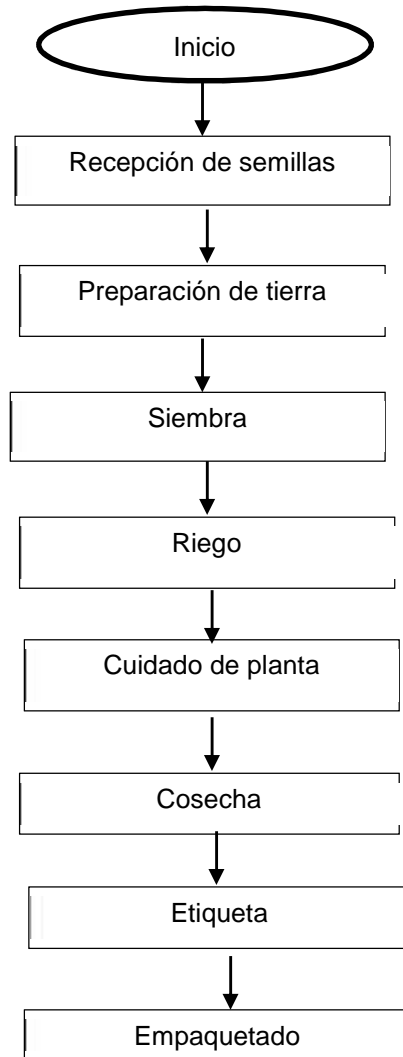 Inicio
Recepción de semillas
Preparación de tierra
Siembra
Riego
Cuidado de planta
Cosecha
Etiqueta
Empaquetado